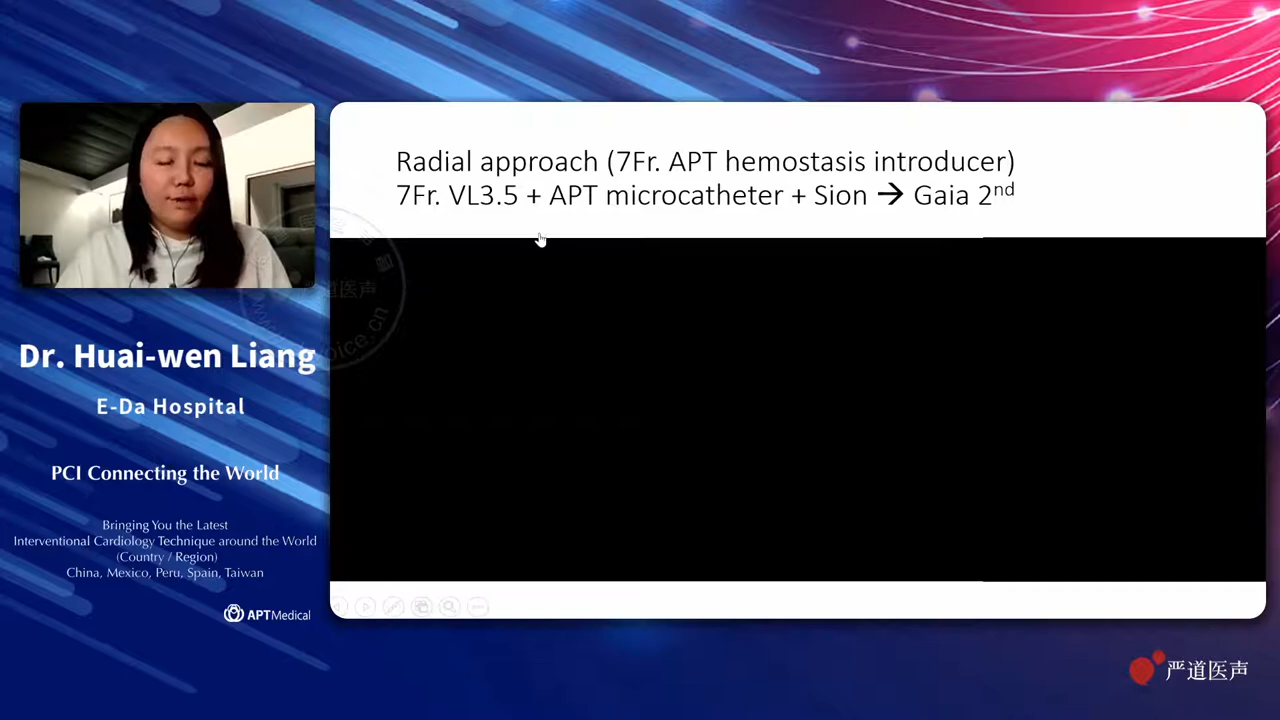 Radial approach (7Fr. APT hemostasis introducer)
7Fr. VL3.5 + APT microcatheter + Sion → Gaia 2nd
Dr. Huai-wen Liang
E-Da Hospital
PCI Connecting the World
Bringing You the Latest
Interventional Cardiology Technique around the World
(Country / Region)
China, Mexico, Peru, Spain, Taiwan
APTMedical
严道医声